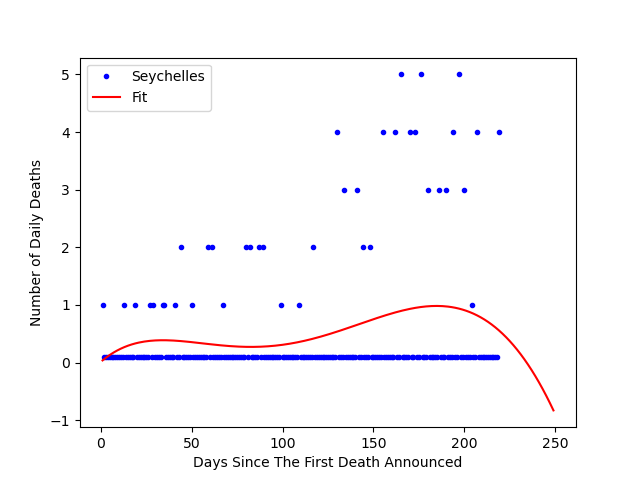 Seychelles
Fit
Number of Daily Deaths
5
4
3
2
1
0
−1
0 50 100 150 200 250
Days Since The First Death Announced